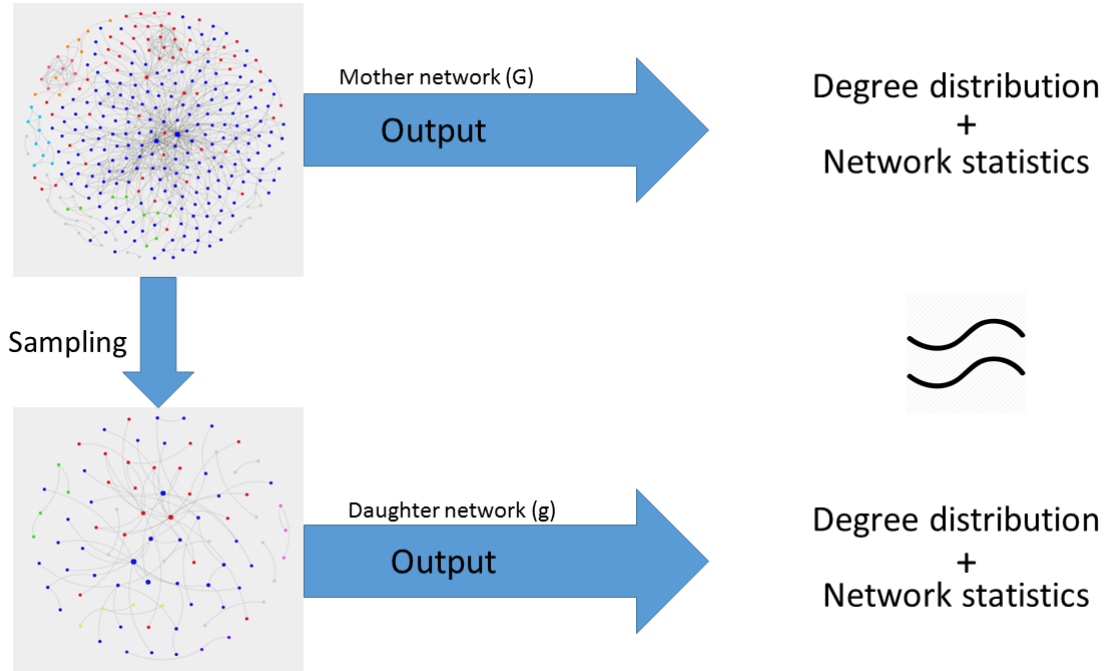 Mother network (G)
Output
Degree distribution
+
Network statistics
Sampling
Daughter network (g)
Output
Degree distribution
+
Network statistics